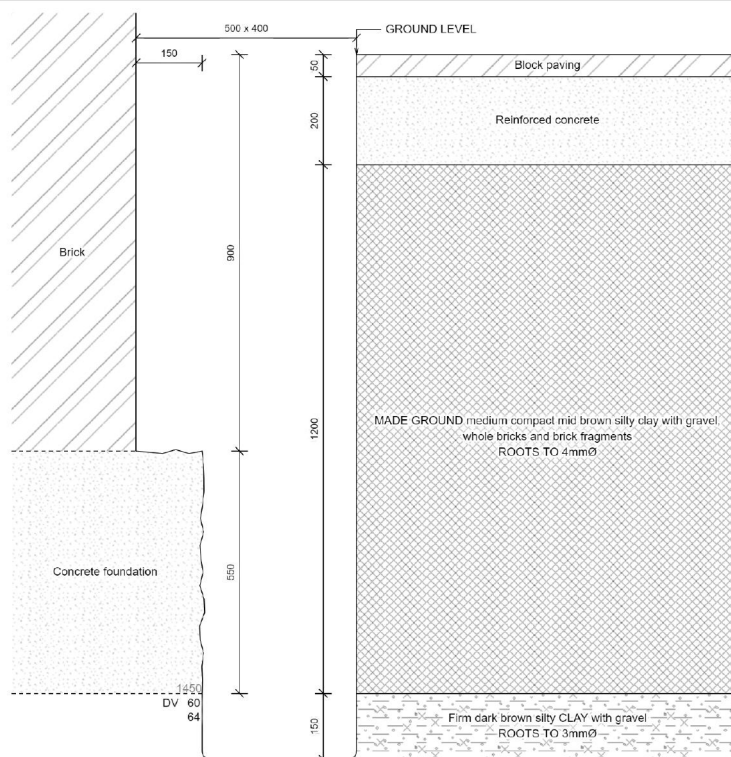 500 x 400
GROUND LEVEL
150
50
Block paving
200
Reinforced concrete
Brick
900
1200
MADE GROUND medium compact mid brown silty clay with gravel,
whole bricks and brick fragments
ROOTS TO 4mmØ
Concrete foundation
550
1450
DV 60
64
150
Firm dark brown silty CLAY with gravel
ROOTS TO 3mmØ